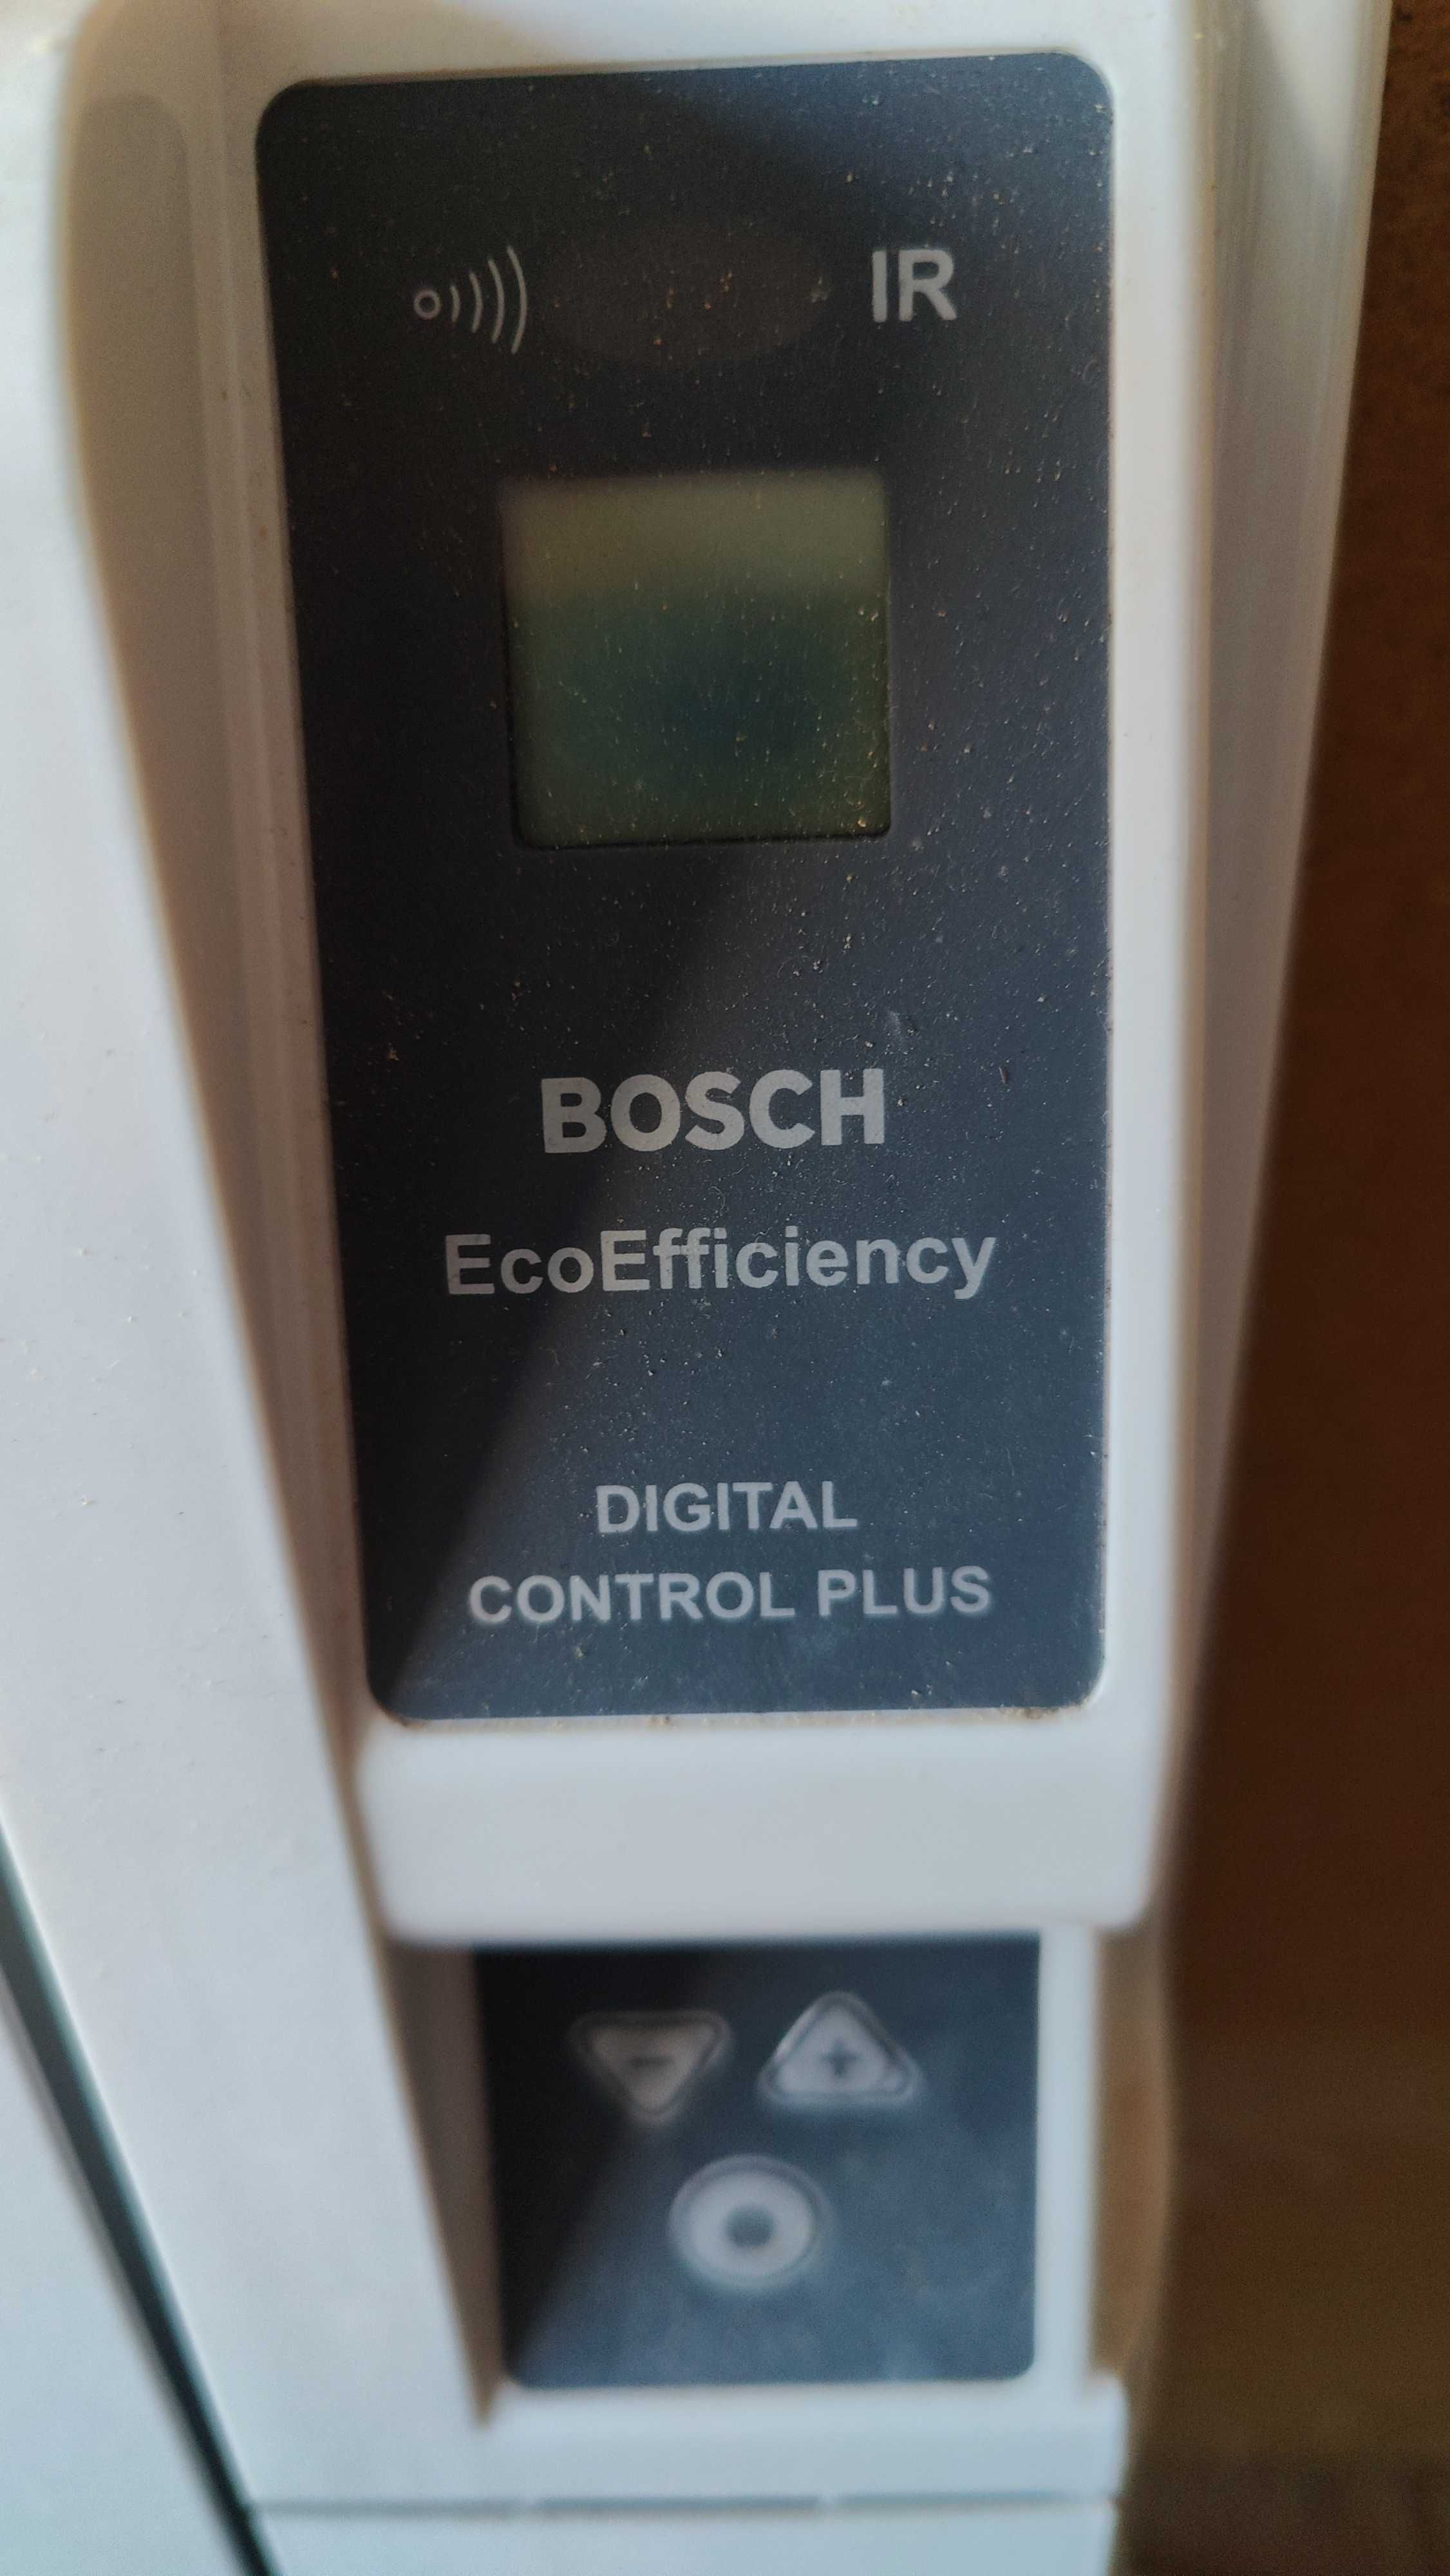 IR
BOSCH
EcoEfficiency
DIGITAL
CONTROL PLUS
- +